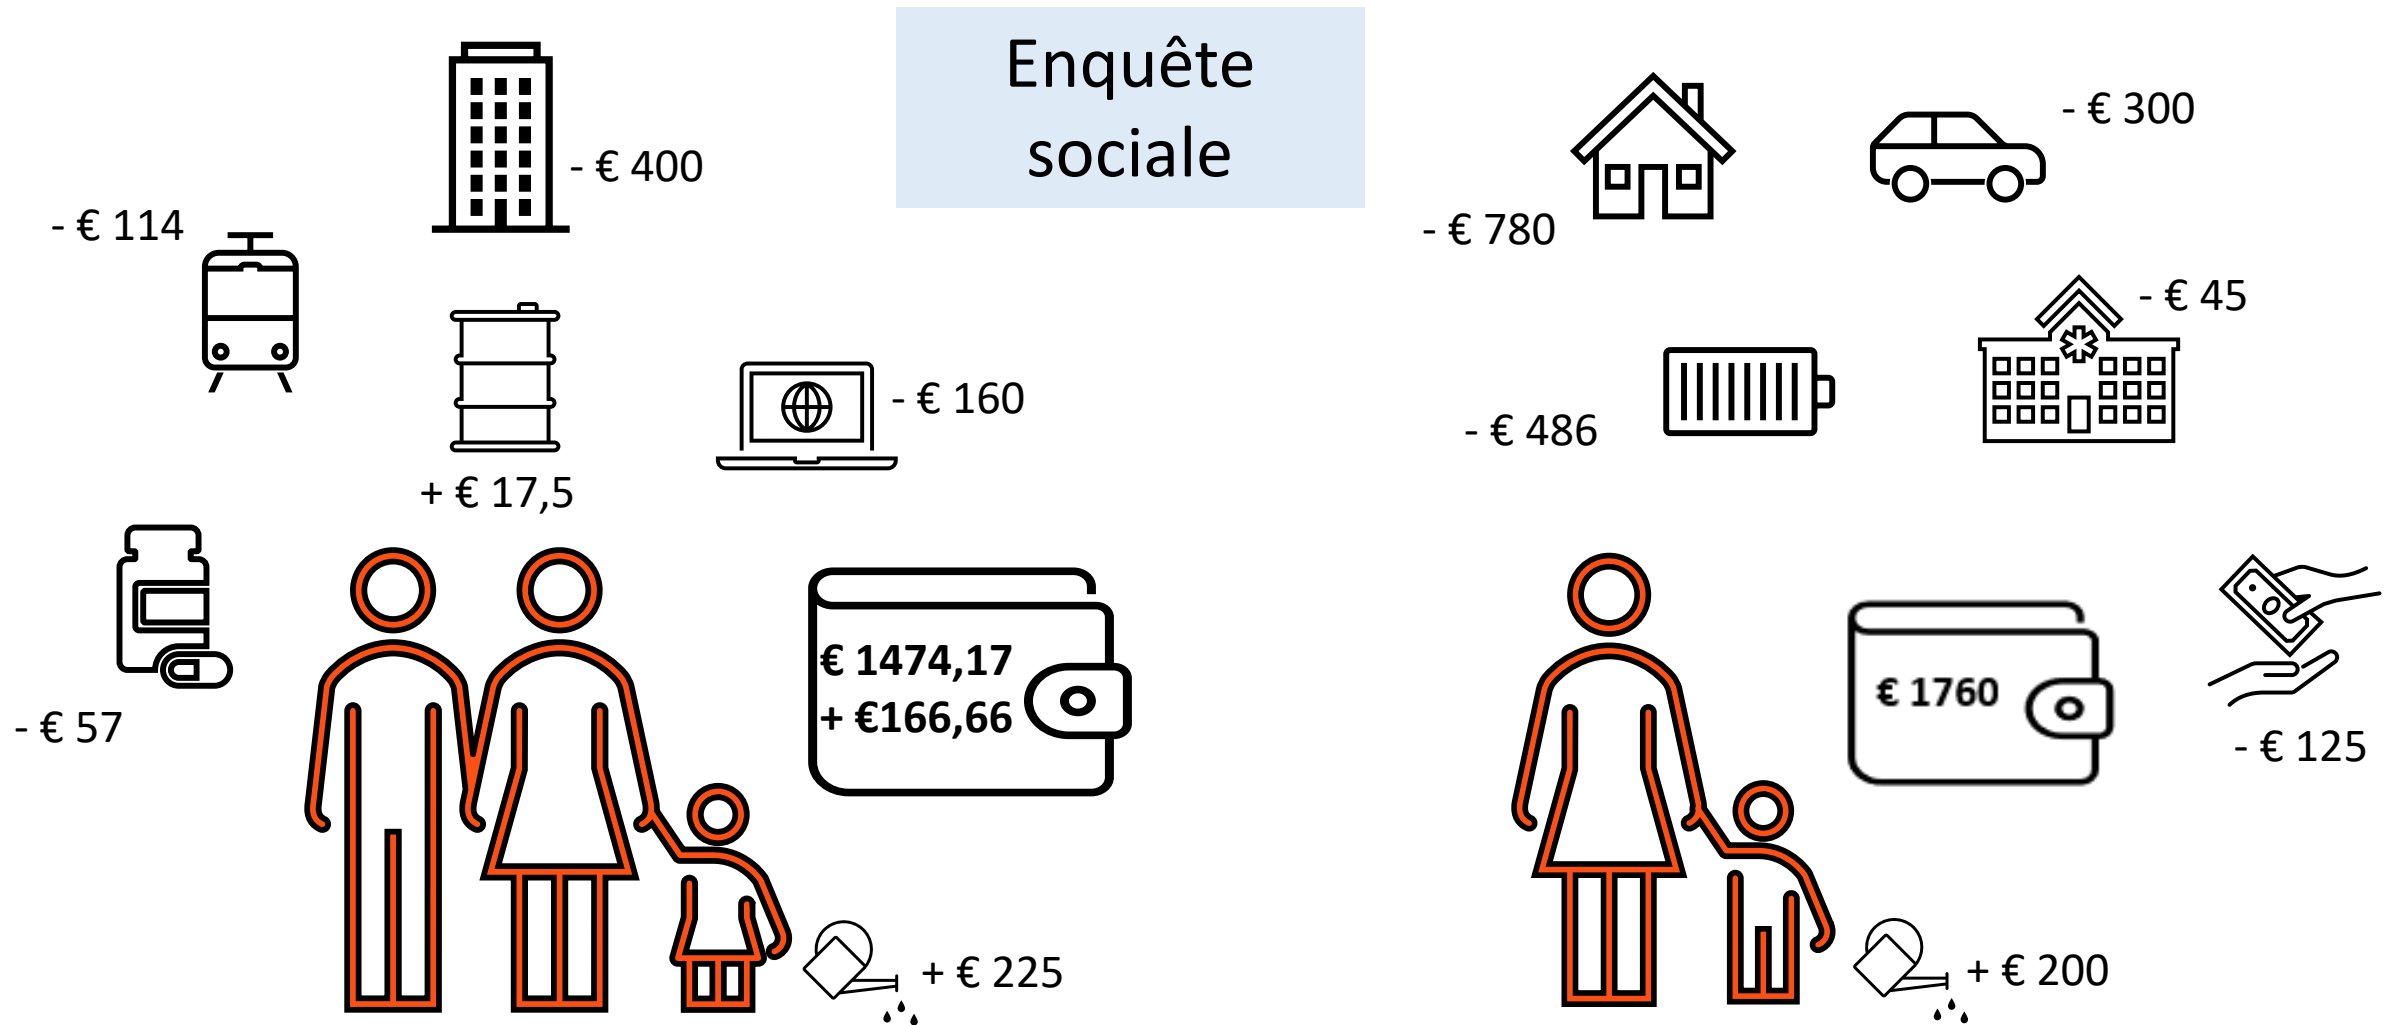 Enquête
sociale
- € 400
- € 114
- € 160
+ € 17,5
- € 57
€ 1474,17
+ €166,66
+ € 225
- € 300
- € 780
- € 45
- € 486
€ 1760
- € 125
+ € 200